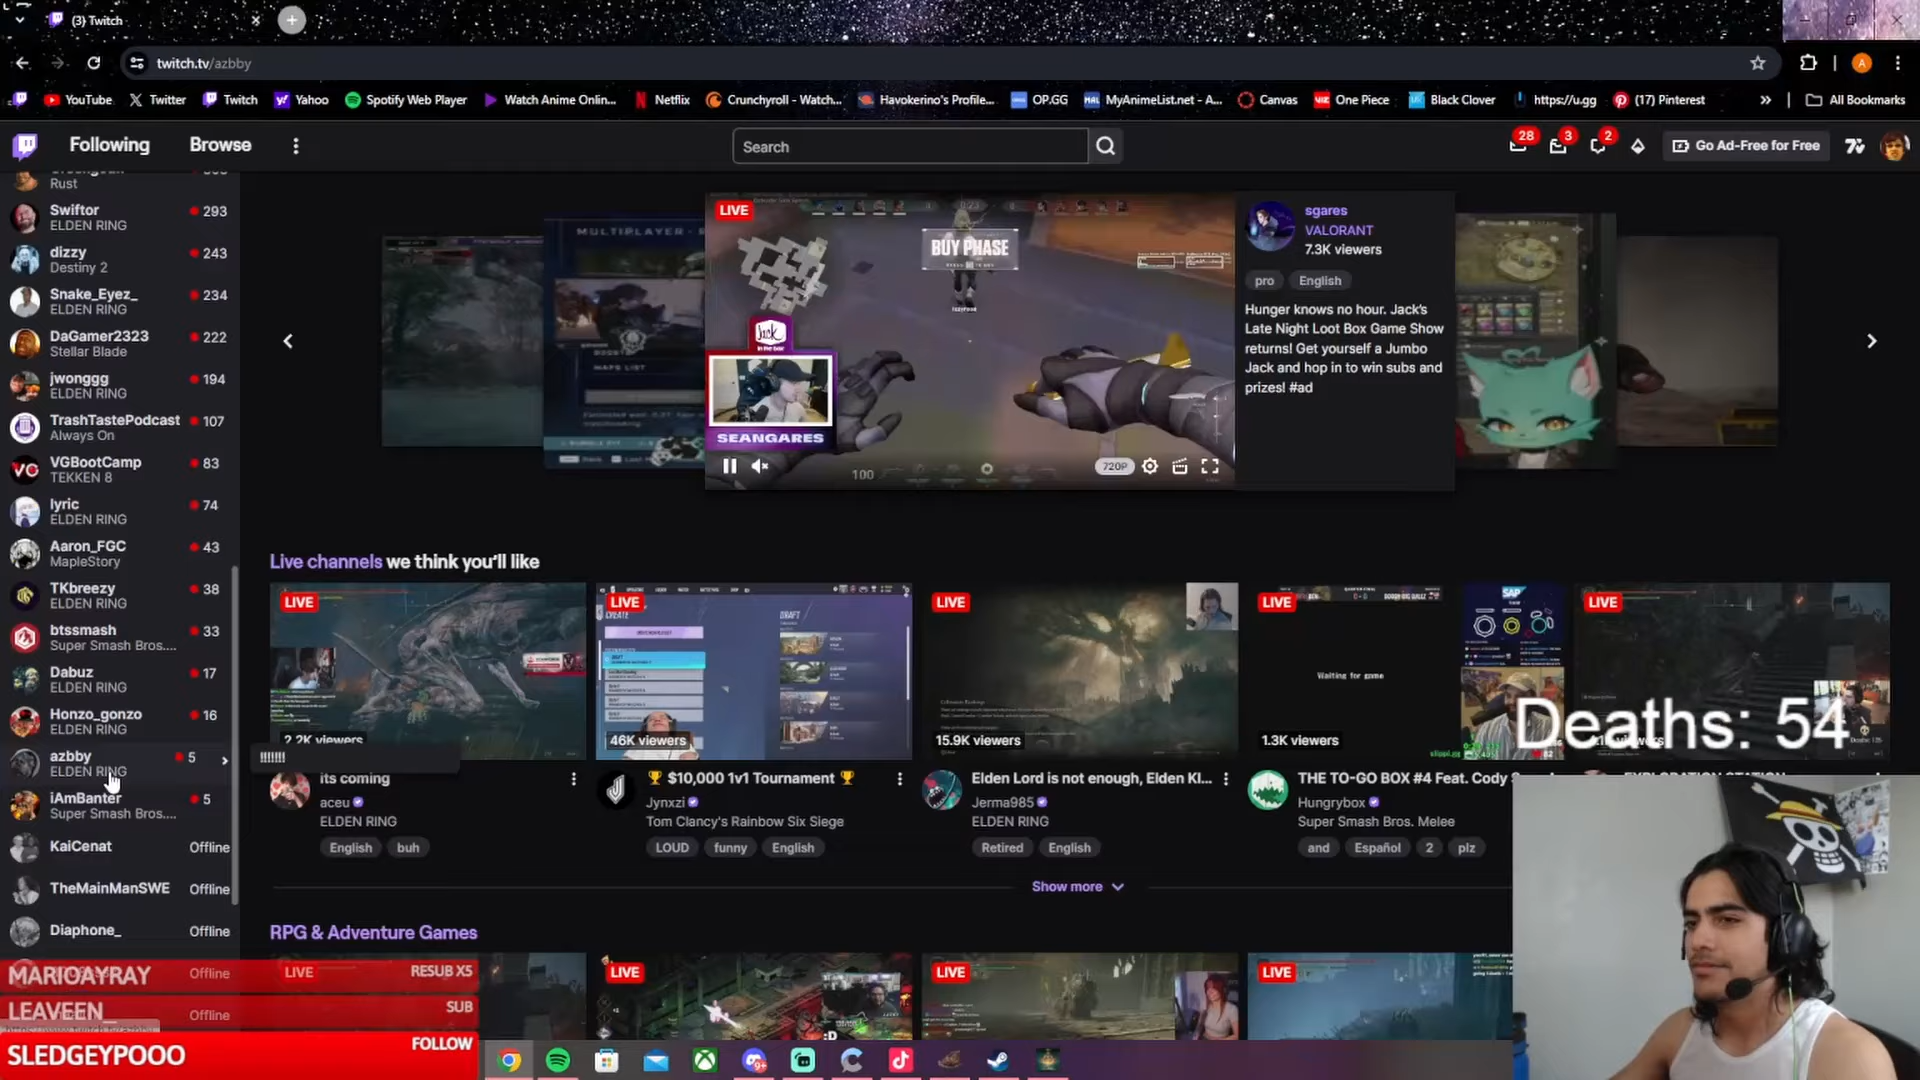 (3) Twitch
twitch.tv/azbby
YouTube Twitter Twitch Yahoo Spotify Web Player Watch Anime Onlin... Netflix Crunchyroll - Watch... Havokerino's Profile... OP.GG MyAnimeList.net - A... Canvas One Piece Black Clover https://u.gg (17) Pinterest All Bookmarks
Following Browse Search 28 3 2 Go Ad-Free for Free
Rust
Swiftor 293
ELDEN RING
dizzy 243
Destiny 2
Snake_Eyez_ 234
ELDEN RING
DaGamer2323 222
Stellar Blade
jwonggg 194
ELDEN RING
TrashTastePodcast 107
Always On
VGBootCamp 83
TEKKEN 8
lyric 74
ELDEN RING
Aaron_FGC 43
MapleStory
TKbreezy 38
ELDEN RING
btssmash 33
Super Smash Bros....
Dabuz 17
ELDEN RING
Honzo_gonzo 16
ELDEN RING
azbby 5
ELDEN RING
!!!!!!!
iAmBanter 5
Super Smash Bros....
KaiCenat Offline
TheMainManSWE Offline
Diaphone_ Offline
Offline
Offline
MARIOAYRAY RESUB X5
LEAVEEN_ SUB
SLEDGEYPOOO FOLLOW
LIVE
BUY PHASE
Jack
in the box
SEANGARES
100
720P
sgares
VALORANT
7.3K viewers
pro English
Hunger knows no hour. Jack's
Late Night Loot Box Game Show
returns! Get yourself a Jumbo
Jack and hop in to win subs and
prizes! #ad
Live channels we think you'll like
LIVE
2.2K viewers
its coming
aceu
ELDEN RING
English buh
LIVE
CREATE
DRAFT
46K viewers
🏆 $10,000 1v1 Tournament 🏆
Jynxzi
Tom Clancy's Rainbow Six Siege
LOUD funny English
LIVE
15.9K viewers
Elden Lord is not enough, Elden KI...
Jerma985
ELDEN RING
Retired English
LIVE
Waiting for game
SAP
1.3K viewers
THE TO-GO BOX #4 Feat. Cody S
Hungrybox
Super Smash Bros. Melee
and Español 2 plz
LIVE
Deaths: 54
EXPLORATION STATION
Show more
RPG & Adventure Games
LIVE
LIVE
LIVE
LIVE